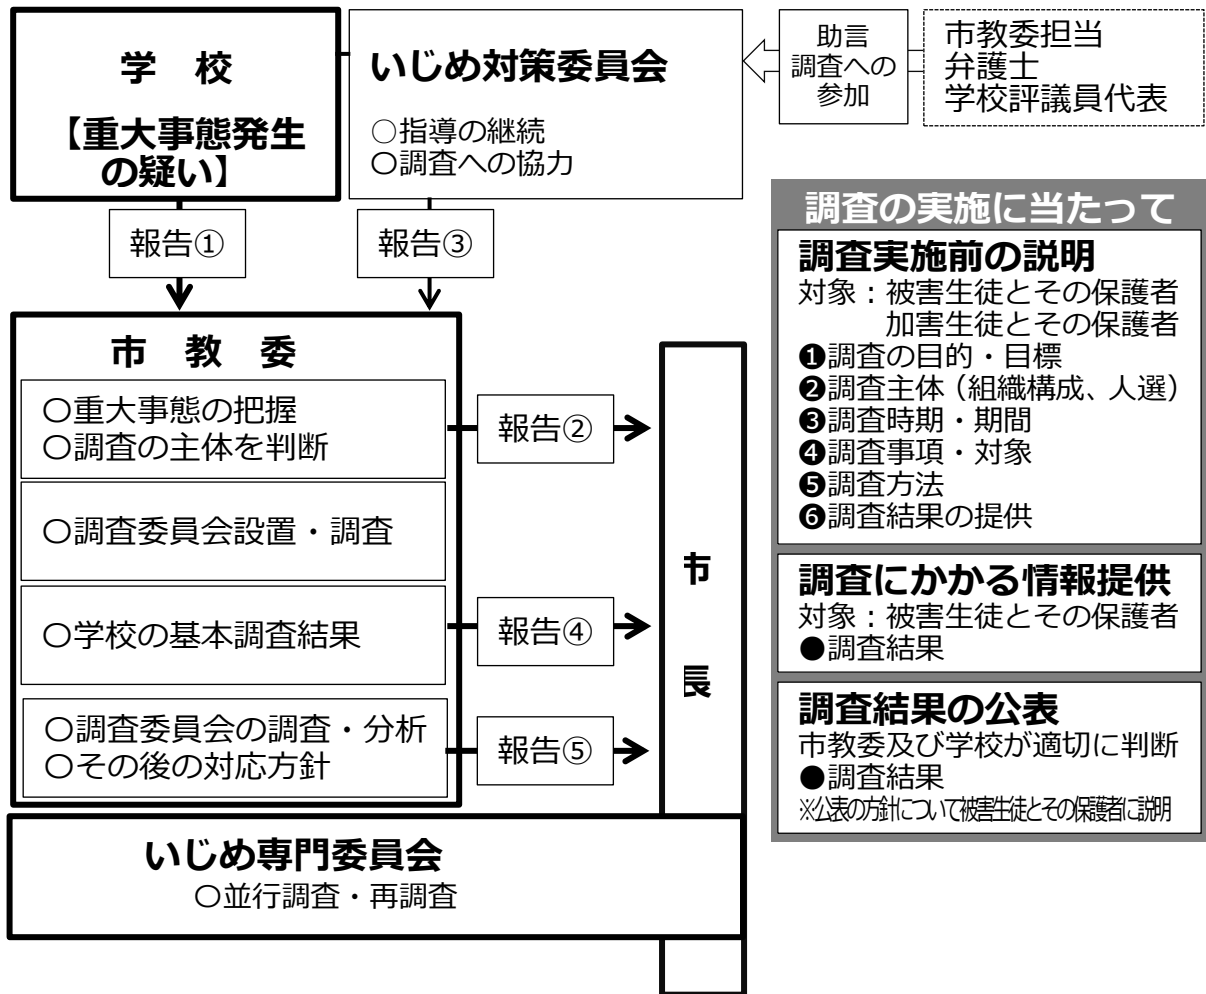 学 校
【重大事態発生
の疑い】
いじめ対策委員会
○指導の継続
○調査への協力
助言
調査への
参加
市教委担当
弁護士
学校評議員代表
報告①
報告③
市 教 委
○重大事態の把握
○調査の主体を判断
報告②
○調査委員会設置・調査
○学校の基本調査結果
報告④
○調査委員会の調査・分析
○その後の対応方針
報告⑤
市
長
いじめ専門委員会
○並行調査・再調査
調査の実施に当たって
調査実施前の説明
対象：被害生徒とその保護者
加害生徒とその保護者
❶調査の目的・目標
❷調査主体（組織構成、人選）
❸調査時期・期間
❹調査事項・対象
❺調査方法
❻調査結果の提供
調査にかかる情報提供
対象：被害生徒とその保護者
●調査結果
調査結果の公表
市教委及び学校が適切に判断
●調査結果
※公表の方針について被害生徒とその保護者に説明